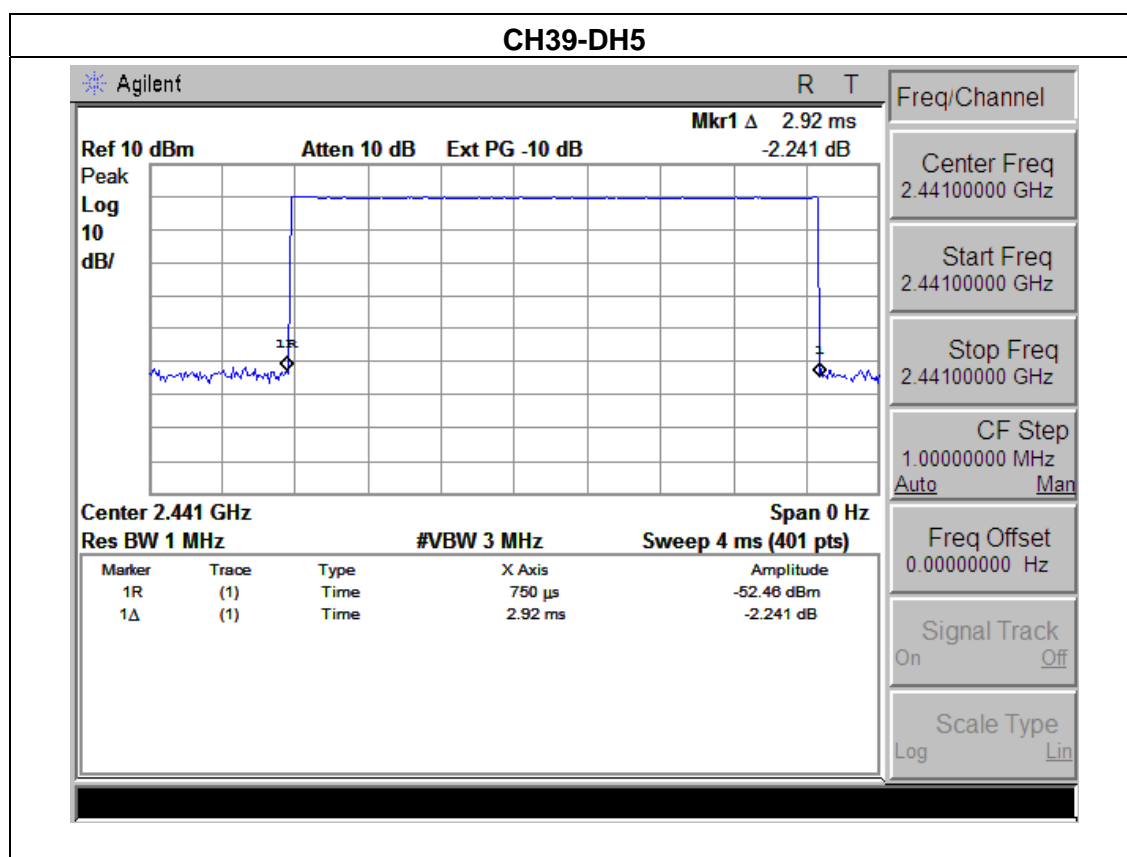 CH39-DH5
Agilent R T
Mkr1 Δ 2.92 ms
Ref 10 dBm Atten 10 dB Ext PG -10 dB -2.241 dB
Peak
Log
10
dB/
1R
1
Center 2.441 GHz Span 0 Hz
Res BW 1 MHz #VBW 3 MHz Sweep 4 ms (401 pts)
Marker Trace Type X Axis Amplitude
1R (1) Time 750 µs -52.46 dBm
1Δ (1) Time 2.92 ms -2.241 dB
Freq/Channel
Center Freq
2.44100000 GHz
Start Freq
2.44100000 GHz
Stop Freq
2.44100000 GHz
CF Step
1.00000000 MHz
Auto Man
Freq Offset
0.00000000 Hz
Signal Track
On Off
Scale Type
Log Lin